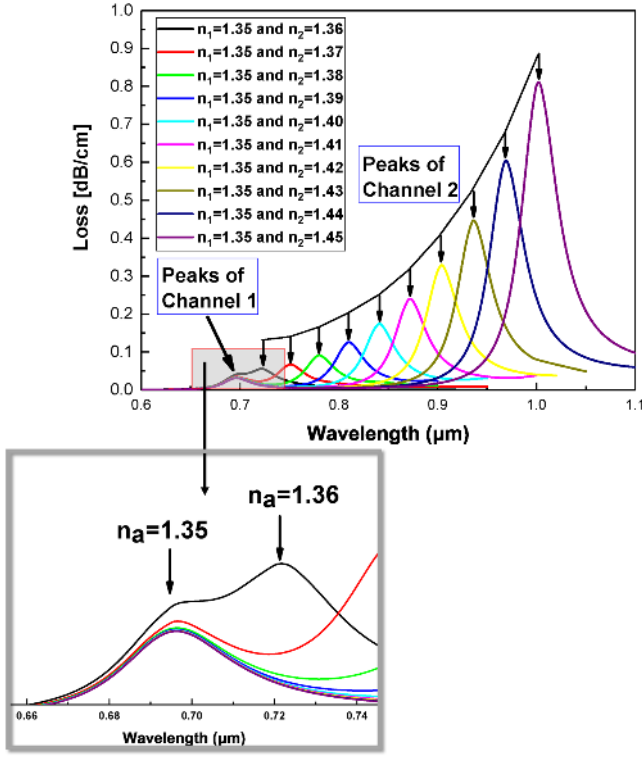 1.0
0.9
0.8
0.7
0.6
0.5
0.4
0.3
0.2
0.1
0.0
Loss [dB/cm]
n₁=1.35 and n₂=1.36
n₁=1.35 and n₂=1.37
n₁=1.35 and n₂=1.38
n₁=1.35 and n₂=1.39
n₁=1.35 and n₂=1.40
n₁=1.35 and n₂=1.41
n₁=1.35 and n₂=1.42
n₁=1.35 and n₂=1.43
n₁=1.35 and n₂=1.44
n₁=1.35 and n₂=1.45
Peaks of
Channel 2
Peaks of
Channel 1
0.6 0.7 0.8 0.9 1.0 1.1
Wavelength (μm)
na=1.35
na=1.36
0.66 0.68 0.70 0.72 0.74
Wavelength (μm)